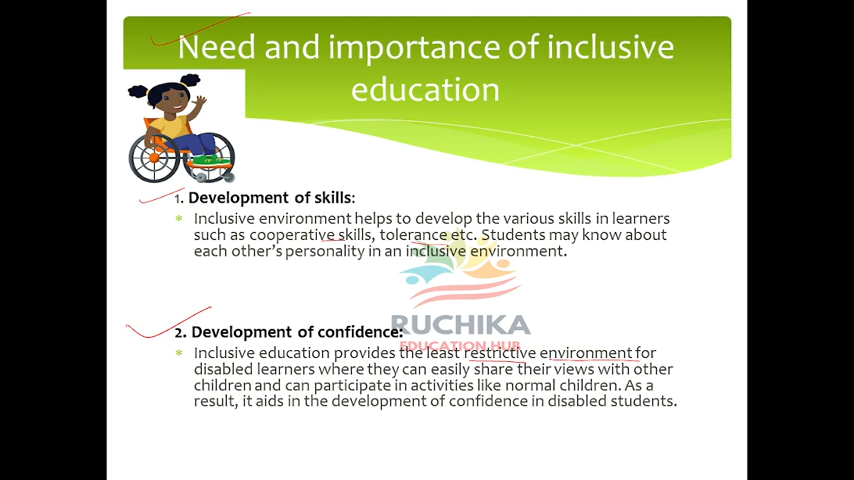 Need and importance of inclusive
education
1. Development of skills:
Inclusive environment helps to develop the various skills in learners
such as cooperative skills, tolerance etc. Students may know about
each other's personality in an inclusive environment.
RUCHIKA
EDUCATION HUB
2. Development of confidence:
Inclusive education provides the least restrictive environment for
disabled learners where they can easily share their views with other
children and can participate in activities like normal children. As a
result, it aids in the development of confidence in disabled students.